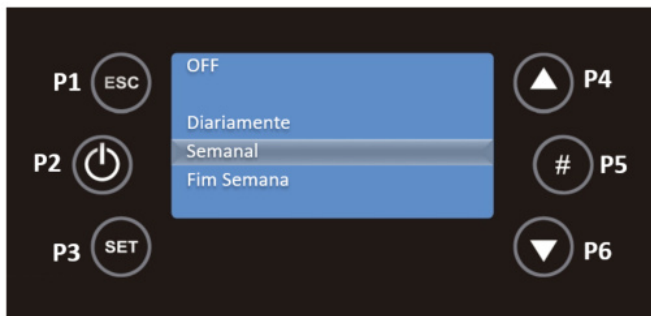 P1 ESC
P2
P3 SET
OFF
Diariamente
Semanal
Fim Semana
P4
# P5
P6